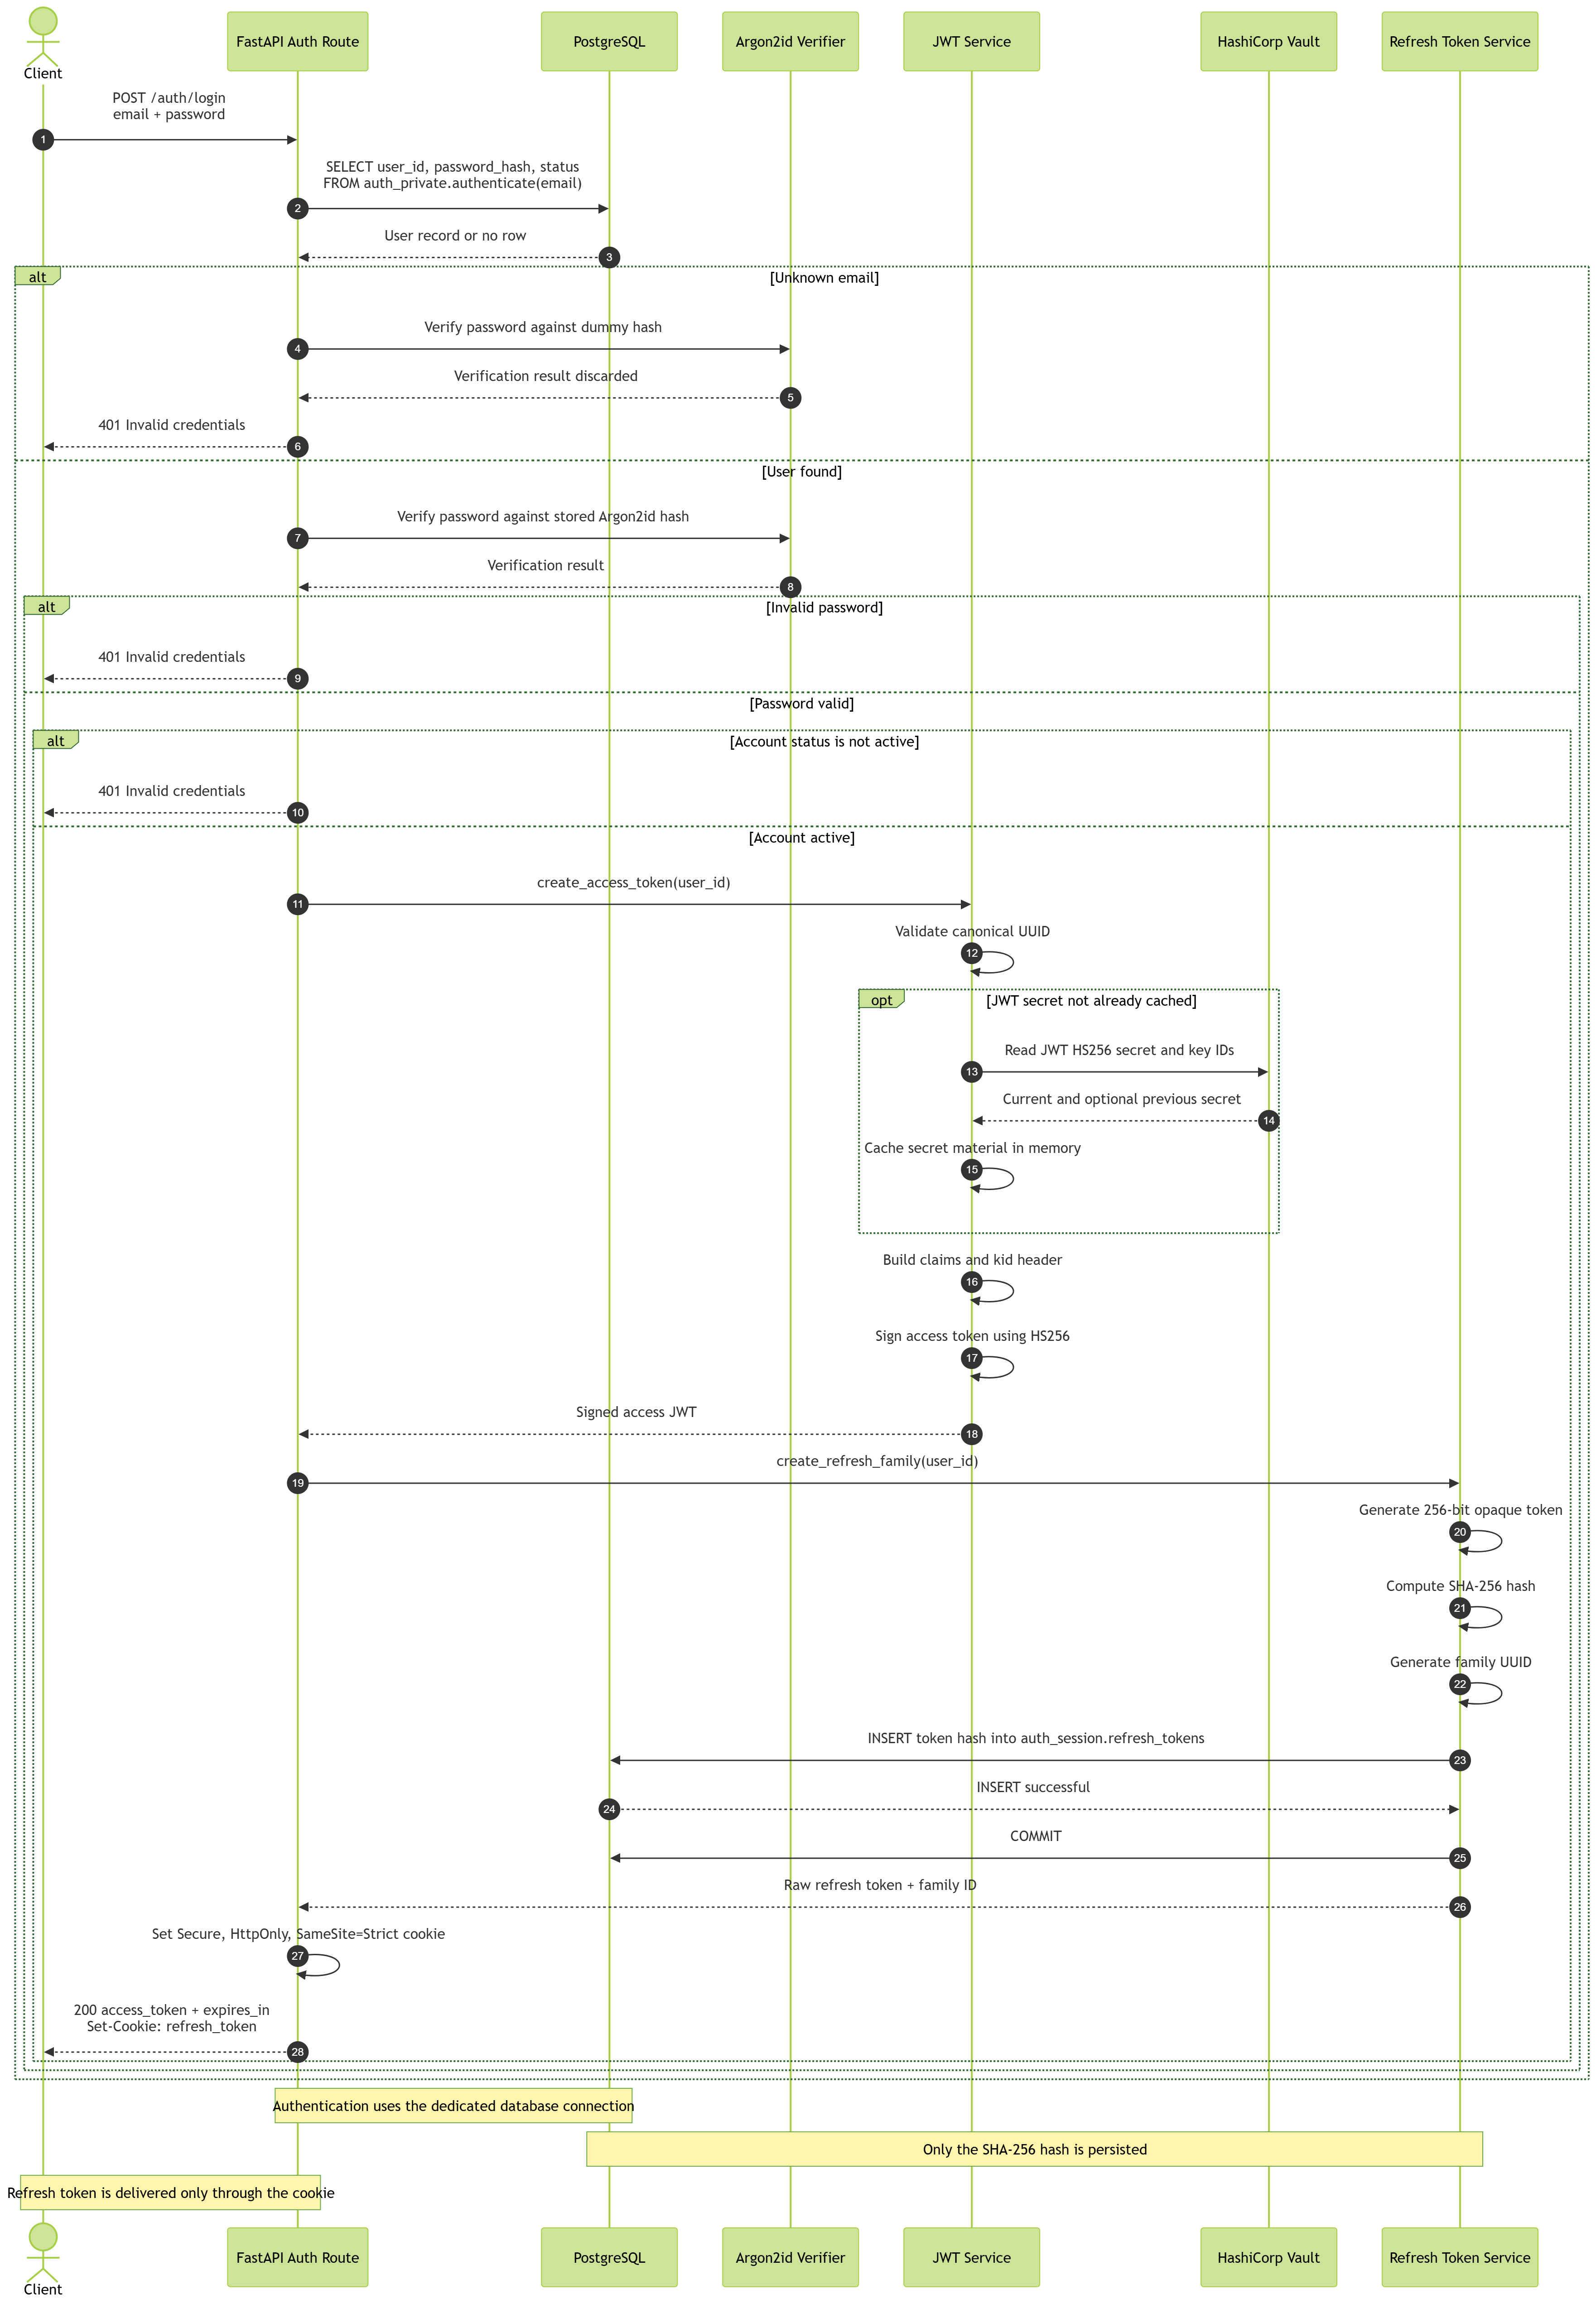 FastAPI Auth Route
PostgreSQL
Argon2id Verifier
JWT Service
HashiCorp Vault
Refresh Token Service
Client
POST /auth/login
email + password
1
SELECT user_id, password_hash, status
FROM auth_private.authenticate(email)
2
User record or no row
3
alt
[Unknown email]
Verify password against dummy hash
4
Verification result discarded
5
401 Invalid credentials
6
[User found]
Verify password against stored Argon2id hash
7
Verification result
8
alt
[Invalid password]
401 Invalid credentials
9
[Password valid]
alt
[Account status is not active]
401 Invalid credentials
10
[Account active]
create_access_token(user_id)
11
Validate canonical UUID
12
opt
[JWT secret not already cached]
Read JWT HS256 secret and key IDs
13
Current and optional previous secret
14
Cache secret material in memory
15
Build claims and kid header
16
Sign access token using HS256
17
Signed access JWT
18
create_refresh_family(user_id)
19
Generate 256-bit opaque token
20
Compute SHA-256 hash
21
Generate family UUID
22
INSERT token hash into auth_session.refresh_tokens
23
INSERT successful
24
COMMIT
25
Raw refresh token + family ID
26
Set Secure, HttpOnly, SameSite=Strict cookie
27
200 access_token + expires_in
Set-Cookie: refresh_token
28
Authentication uses the dedicated database connection
Only the SHA-256 hash is persisted
Refresh token is delivered only through the cookie
FastAPI Auth Route
PostgreSQL
Argon2id Verifier
JWT Service
HashiCorp Vault
Refresh Token Service
Client